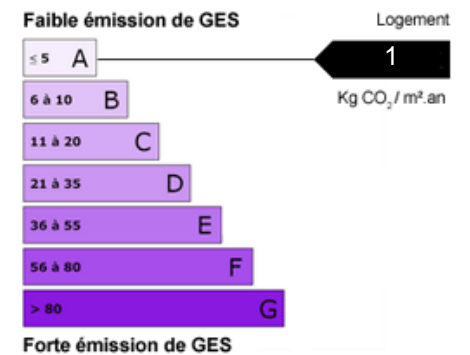 Faible émission de GES
Logement
≤ 5 A
1
Kg CO₂ / m².an
6 à 10 B
11 à 20 C
21 à 35 D
36 à 55 E
56 à 80 F
> 80 G
Forte émission de GES